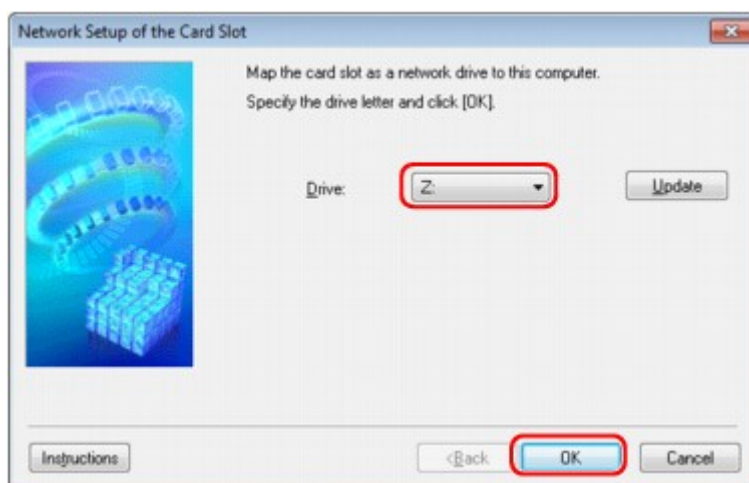 Network Setup of the Card Slot
Map the card slot as a network drive to this computer.
Specify the drive letter and click [OK].
Drive: Z: Update
Instructions <Back OK Cancel